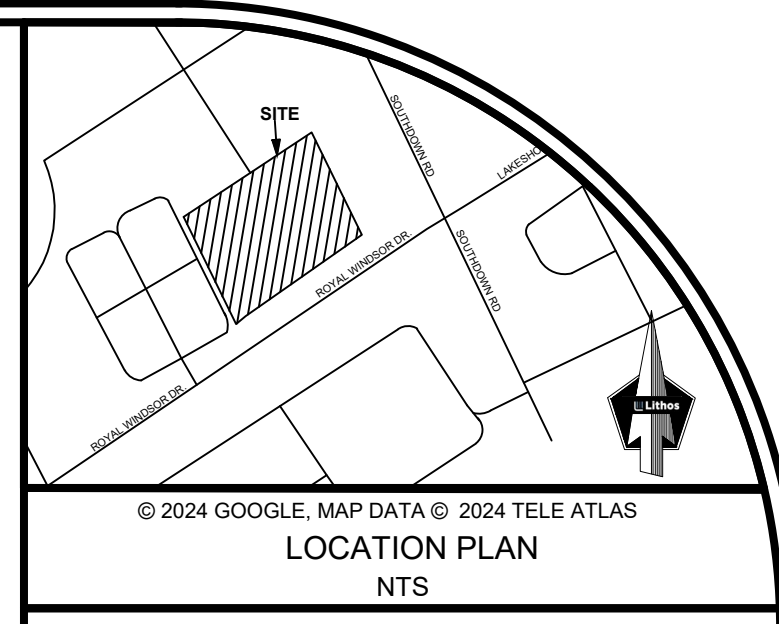 SITE
SOUTHDOWN RD
LAKESHO
ROYAL WINDSOR DR.
SOUTHDOWN RD
ROYAL WINDSOR DR.
Lithos
© 2024 GOOGLE, MAP DATA © 2024 TELE ATLAS
LOCATION PLAN
NTS